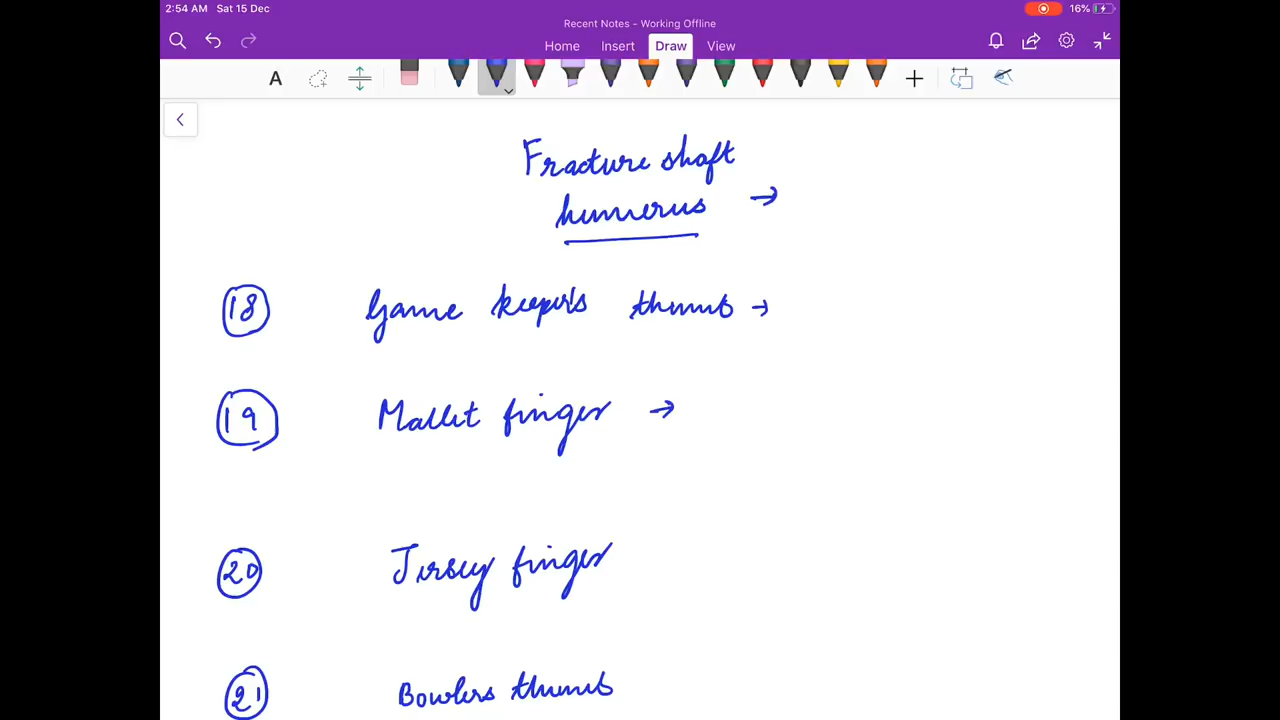 2:54 AM Sat 15 Dec
16%
Recent Notes - Working Offline
Home Insert Draw View
A
Fracture shaft
humerus →
18 Game keeper's thumb →
19 Mallet finger →
20 Jersey finger
21 Bowlers thumb